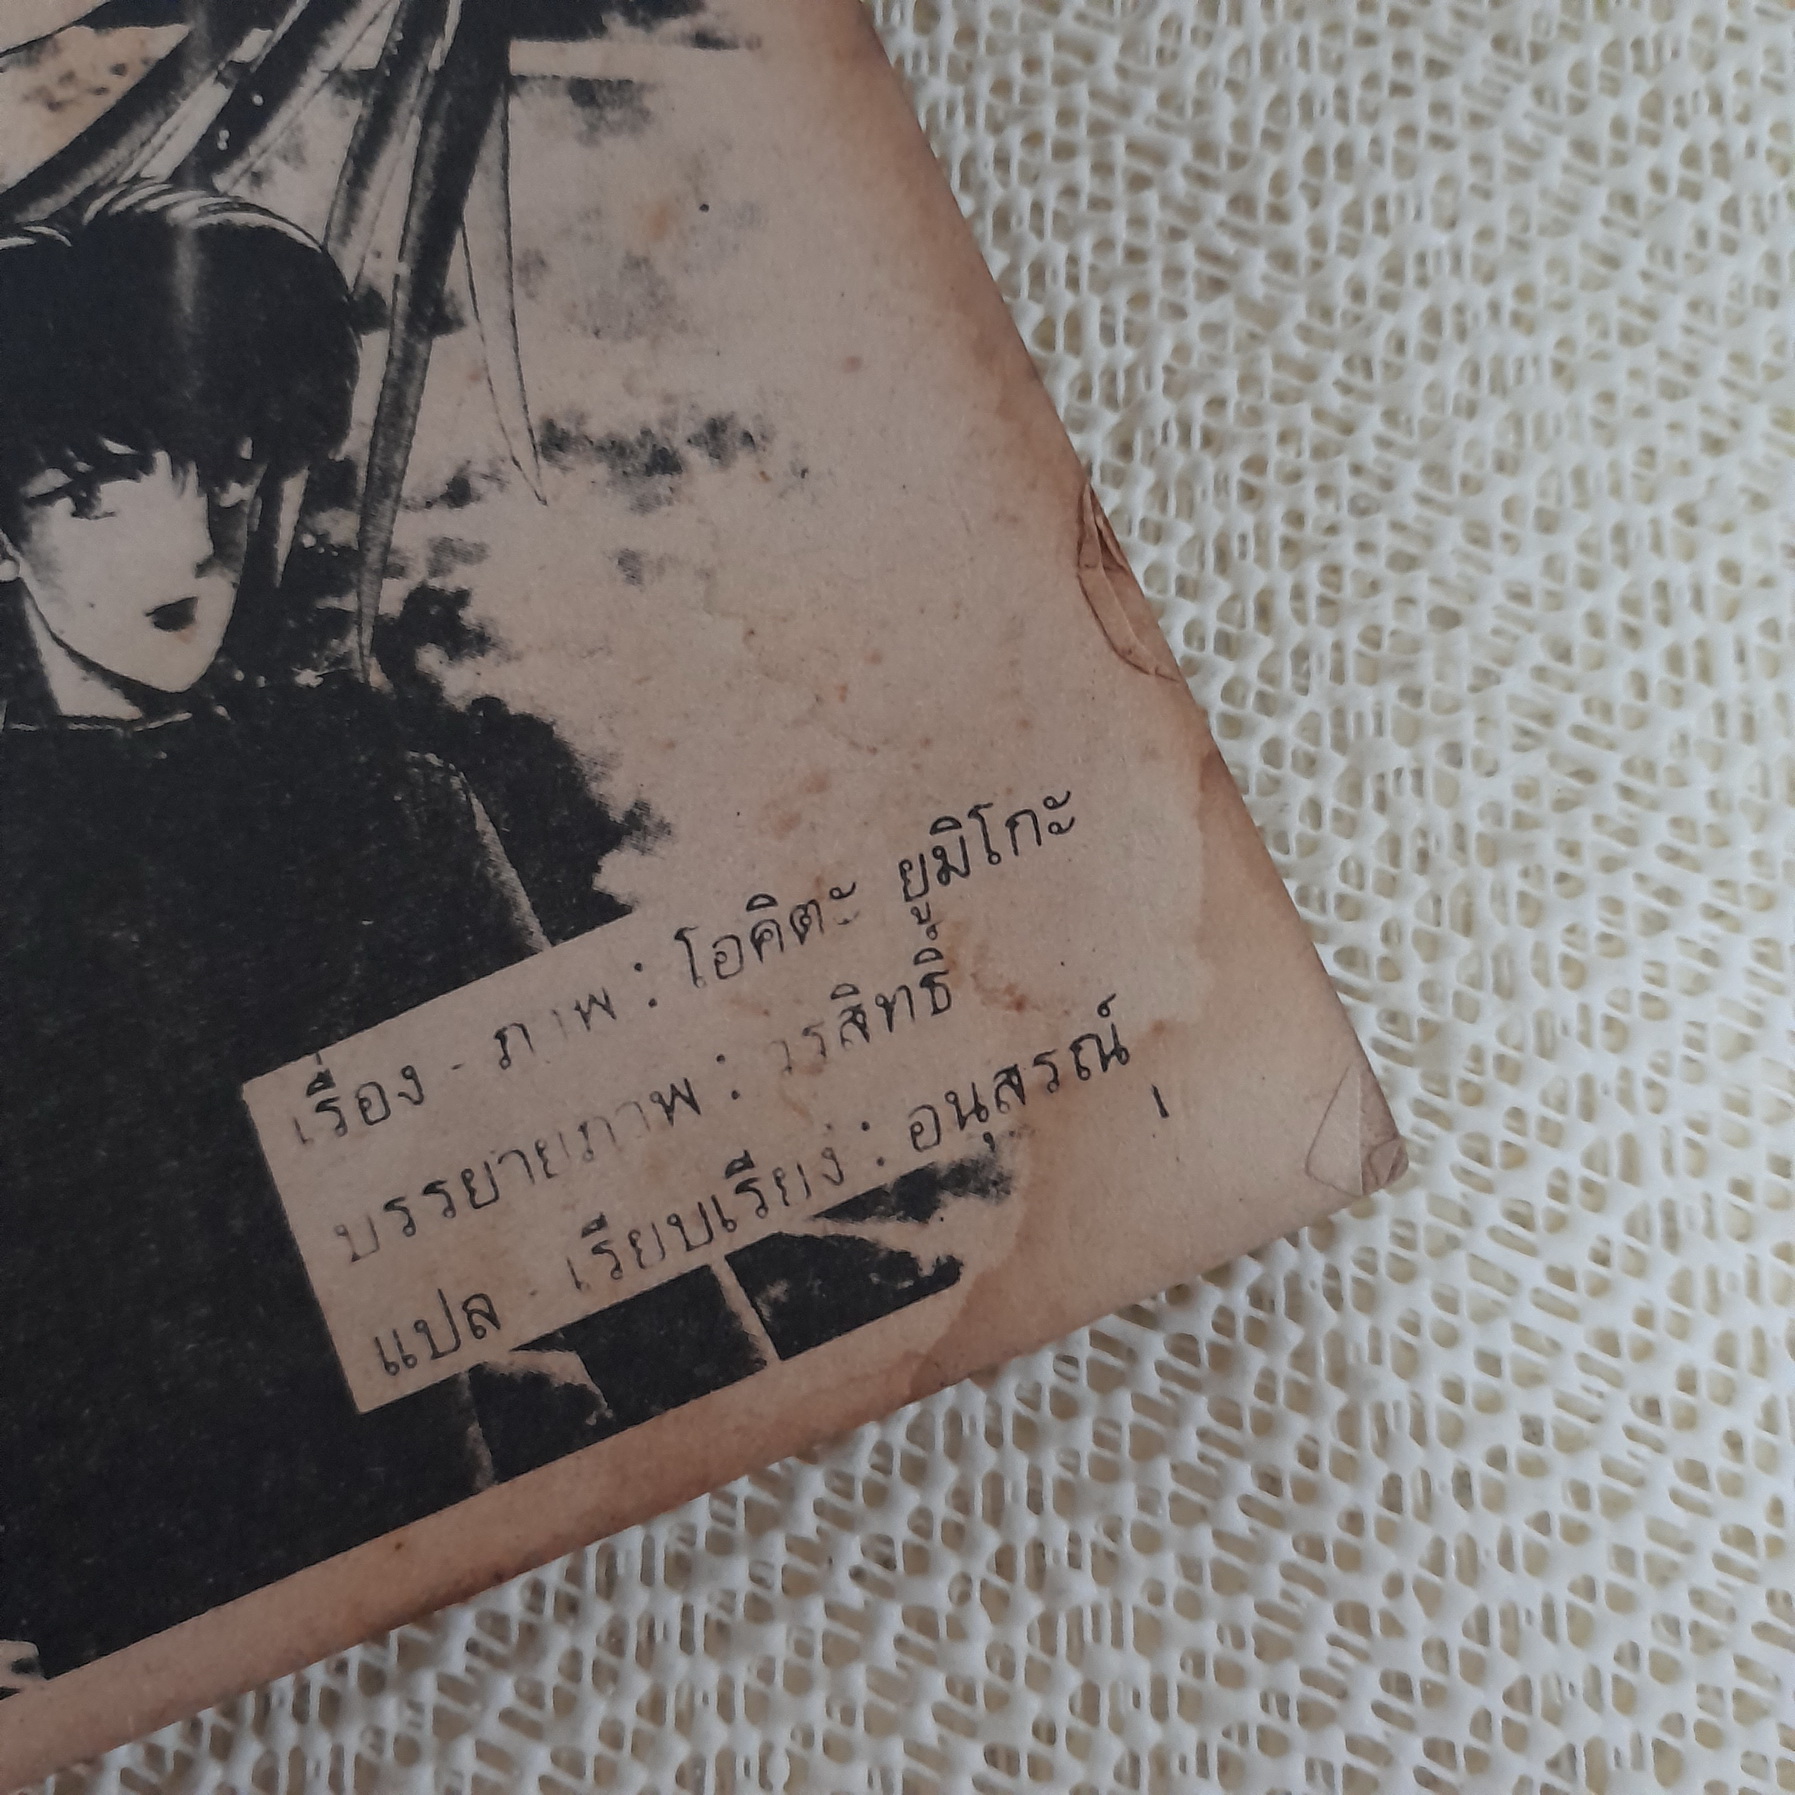 เรื่อง - ภาพ : โอคิตะ ยูมิโกะ
บรรยายภาพ : วรสิทธิ์
แปล - เรียบเรียง : อนุสรณ์